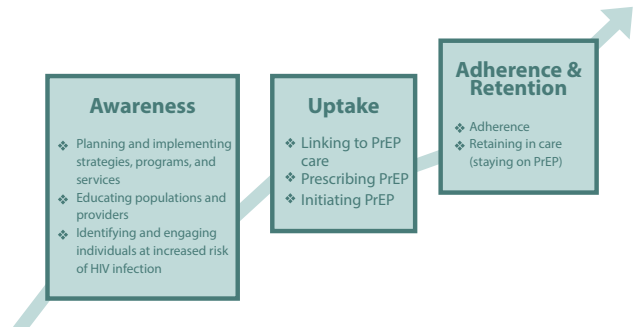 Awareness
❖ Planning and implementing
strategies, programs, and
services
❖ Educating populations and
providers
❖ Identifying and engaging
individuals at increased risk
of HIV infection
Uptake
❖ Linking to PrEP
care
❖ Prescribing PrEP
❖ Initiating PrEP
Adherence &
Retention
❖ Adherence
❖ Retaining in care
(staying on PrEP)